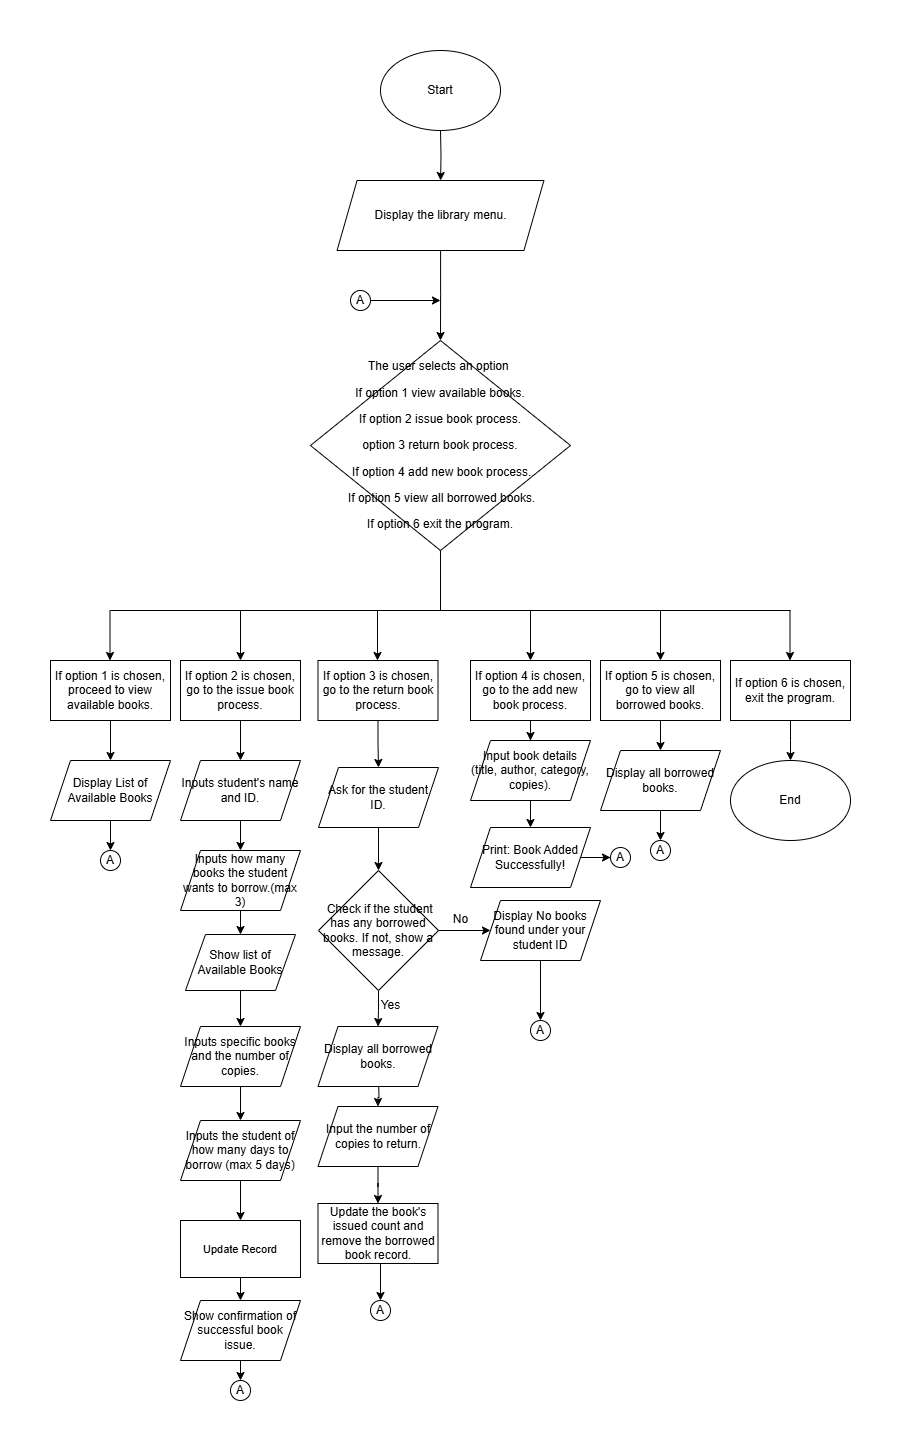 Start
Display the library menu.
A
The user selects an option
If option 1 view available books.
If option 2 issue book process.
option 3 return book process.
If option 4 add new book process.
If option 5 view all borrowed books.
If option 6 exit the program.
If option 1 is chosen,
proceed to view
available books.
If option 2 is chosen,
go to the issue book
process.
If option 3 is chosen,
go to the return book
process.
If option 4 is chosen,
go to the add new
book process.
If option 5 is chosen,
go to view all
borrowed books.
If option 6 is chosen,
exit the program.
Display List of
Available Books
A
Inputs student's name
and ID.
Inputs how many
books the student
wants to borrow.(max
3)
Show list of
Available Books
Inputs specific books
and the number of
copies.
Inputs the student of
how many days to
borrow (max 5 days)
Update Record
Show confirmation of
successful book
issue.
A
Ask for the student
ID.
Check if the student
has any borrowed
books. If not, show a
message.
No
Display No books
found under your
student ID
A
Yes
Display all borrowed
books.
Input the number of
copies to return.
Update the book's
issued count and
remove the borrowed
book record.
A
Input book details
(title, author, category,
copies).
Print: Book Added
Successfully!
A
Display all borrowed
books.
A
End